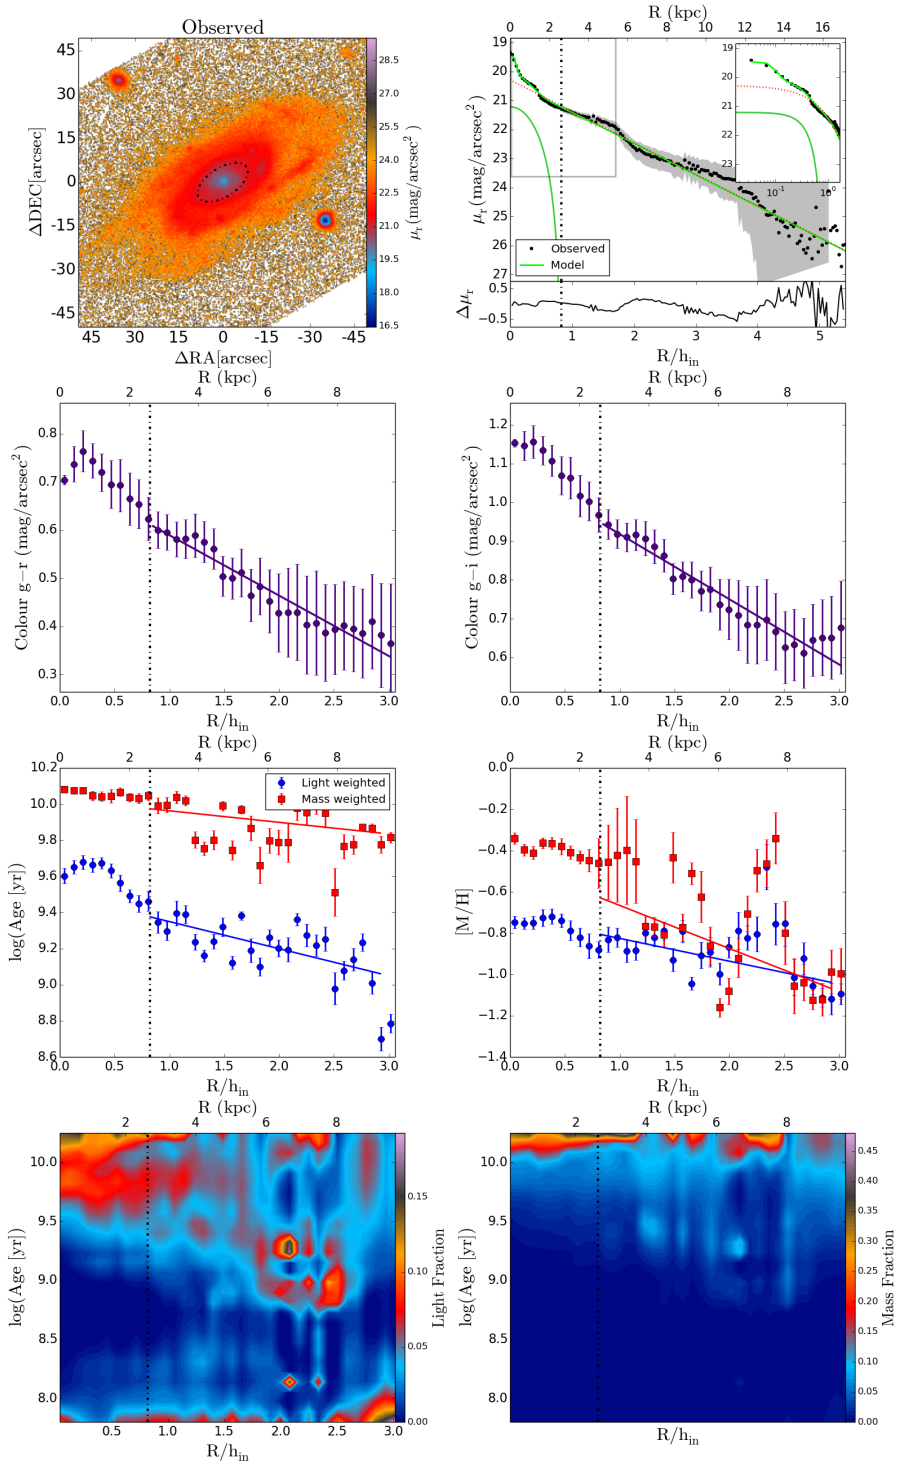 Observed
ΔDEC[arcsec]
45
30
15
0
-15
-30
-45
45 30 15 0 -15 -30 -45
ΔRA[arcsec]
28.5
27.0
25.5
24.0
22.5
21.0
19.5
18.0
16.5
μr(mag/arcsec²)
R (kpc)
0 2 4 6 8 10 12 14 16
19
20
21
22
23
24
25
26
27
μr(mag/arcsec²)
19
20
21
22
23
10⁻² 10⁻¹ 10⁰
Observed
Model
0.5
−0.5
Δμr
0 1 2 3 4 5
R/hin
R (kpc)
0 2 4 6 8
0.8
0.7
0.6
0.5
0.4
0.3
Colour g−r (mag/arcsec²)
0.0 0.5 1.0 1.5 2.0 2.5 3.0
R/hin
R (kpc)
0 2 4 6 8
1.2
1.1
1.0
0.9
0.8
0.7
0.6
Colour g−i (mag/arcsec²)
0.0 0.5 1.0 1.5 2.0 2.5 3.0
R/hin
R (kpc)
0 2 4 6 8
10.2
10.0
9.8
9.6
9.4
9.2
9.0
8.8
8.6
log(Age [yr])
Light weighted
Mass weighted
0.0 0.5 1.0 1.5 2.0 2.5 3.0
R/hin
R (kpc)
0 2 4 6 8
0.0
−0.2
−0.4
−0.6
−0.8
−1.0
−1.2
−1.4
[M/H]
0.0 0.5 1.0 1.5 2.0 2.5 3.0
R/hin
R (kpc)
2 4 6 8
10.0
9.5
9.0
8.5
8.0
log(Age [yr])
0.5 1.0 1.5 2.0 2.5 3.0
R/hin
0.15
0.10
0.05
0.00
Light Fraction
R (kpc)
2 4 6 8
10.0
9.5
9.0
8.5
8.0
log(Age [yr])
R/hin
0.45
0.40
0.35
0.30
0.25
0.20
0.15
0.10
0.05
0.00
Mass Fraction